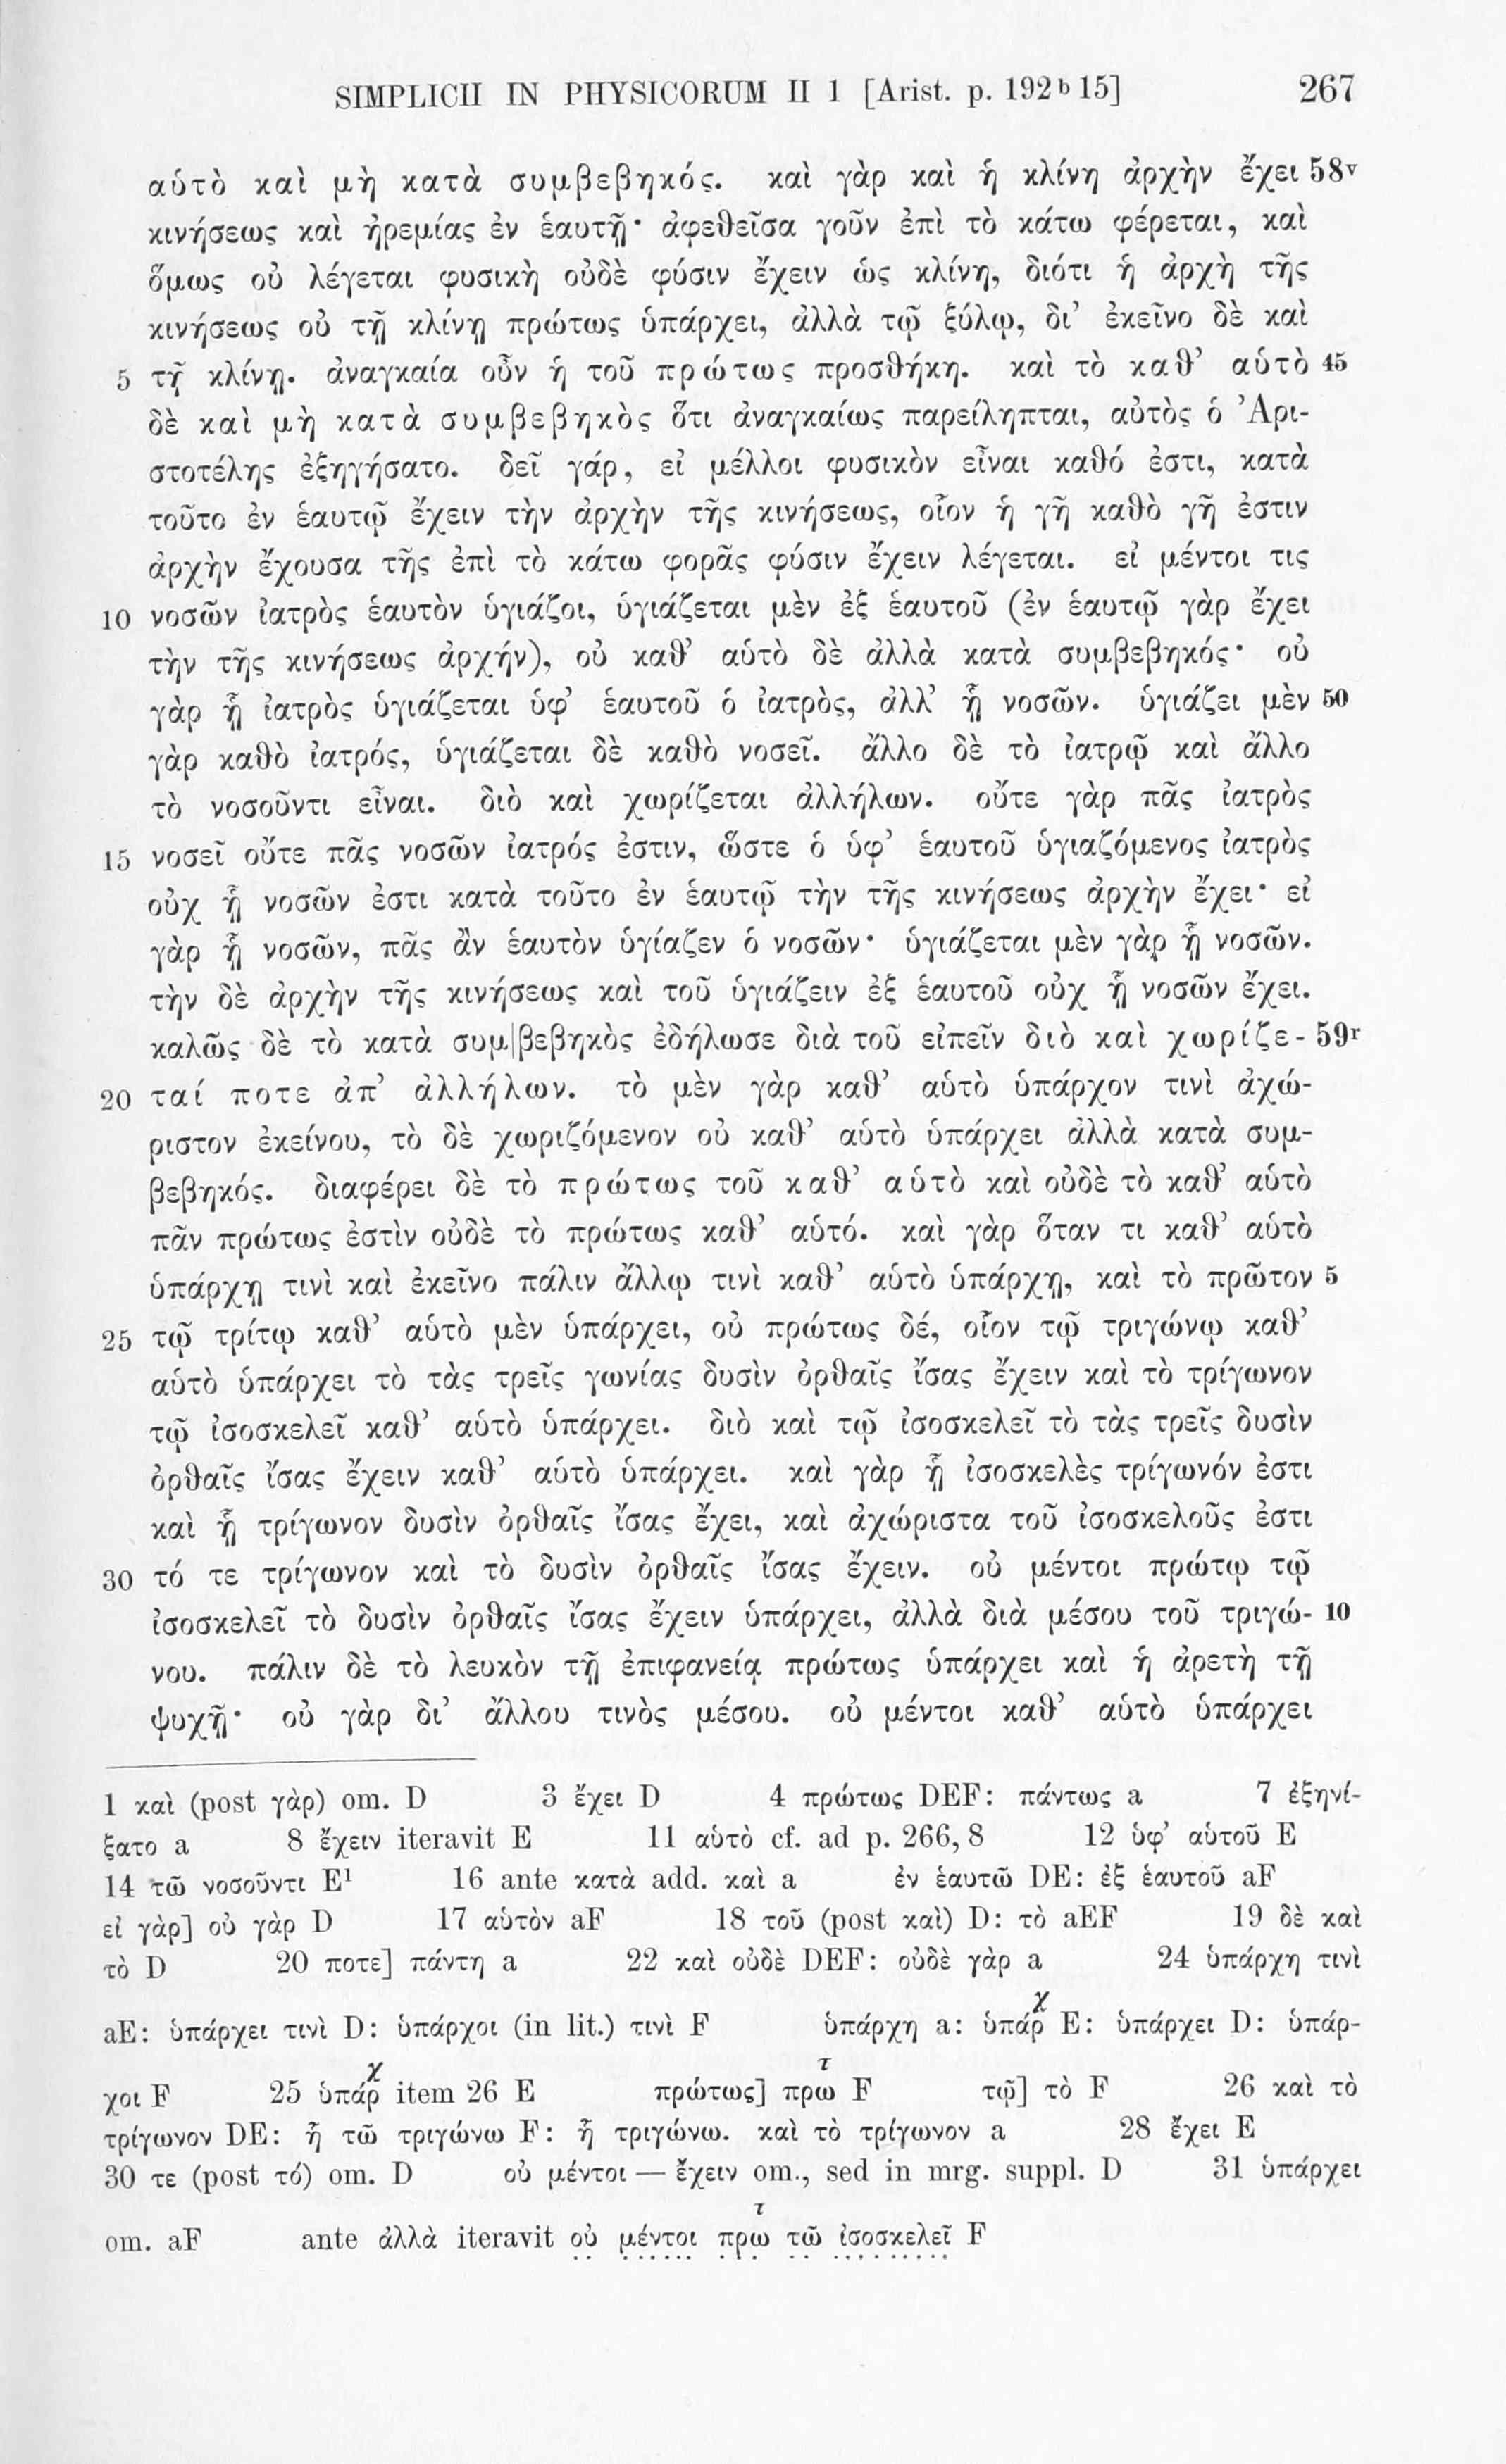 SIMPLICII IN PHYSICORUM II 1 [Arist. p. 192 b 15] 267
αὑτὸ καὶ μὴ κατὰ συμβεβηκός. καὶ γὰρ καὶ ἡ κλίνη ἀρχὴν ἔχει 58v
κινήσεως καὶ ἠρεμίας ἐν ἑαυτῇ· ἀφεθεῖσα γοῦν ἐπὶ τὸ κάτω φέρεται, καὶ
ὅμως οὐ λέγεται φυσικὴ οὐδὲ φύσιν ἔχειν ὡς κλίνη, διότι ἡ ἀρχὴ τῆς
κινήσεως οὐ τῇ κλίνῃ πρώτως ὑπάρχει, ἀλλὰ τῷ ξύλῳ, δι’ ἐκεῖνο δὲ καὶ
5 τῇ κλίνῃ. ἀναγκαία οὖν ἡ τοῦ πρώτως προσθήκη. καὶ τὸ καθ’ αὑτὸ 45
δὲ καὶ μὴ κατὰ συμβεβηκὸς ὅτι ἀναγκαίως παρείληπται, αὐτὸς ὁ Ἀρι-
στοτέλης ἐξηγήσατο. δεῖ γάρ, εἰ μέλλοι φυσικὸν εἶναι καθό ἐστι, κατὰ
τοῦτο ἐν ἑαυτῷ ἔχειν τὴν ἀρχὴν τῆς κινήσεως, οἷον ἡ γῆ καθὸ γῆ ἐστιν
ἀρχὴν ἔχουσα τῆς ἐπὶ τὸ κάτω φορᾶς φύσιν ἔχειν λέγεται. εἰ μέντοι τις
10 νοσῶν ἰατρὸς ἑαυτὸν ὑγιάζοι, ὑγιάζεται μὲν ἐξ ἑαυτοῦ (ἐν ἑαυτῷ γὰρ ἔχει
τὴν τῆς κινήσεως ἀρχήν), οὐ καθ’ αὑτὸ δὲ ἀλλὰ κατὰ συμβεβηκός· οὐ
γὰρ ᾗ ἰατρὸς ὑγιάζεται ὑφ’ ἑαυτοῦ ὁ ἰατρὸς, ἀλλ’ ᾗ νοσῶν. ὑγιάζει μὲν 50
γὰρ καθὸ ἰατρός, ὑγιάζεται δὲ καθὸ νοσεῖ. ἄλλο δὲ τὸ ἰατρῷ καὶ ἄλλο
τὸ νοσοῦντι εἶναι. διὸ καὶ χωρίζεται ἀλλήλων. οὔτε γὰρ πᾶς ἰατρὸς
15 νοσεῖ οὔτε πᾶς νοσῶν ἰατρός ἐστιν, ὥστε ὁ ὑφ’ ἑαυτοῦ ὑγιαζόμενος ἰατρὸς
οὐχ ᾗ νοσῶν ἐστι κατὰ τοῦτο ἐν ἑαυτῷ τὴν τῆς κινήσεως ἀρχὴν ἔχει· εἰ
γὰρ ᾗ νοσῶν, πᾶς ἂν ἑαυτὸν ὑγίαζεν ὁ νοσῶν· ὑγιάζεται μὲν γὰρ ᾗ νοσῶν.
τὴν δὲ ἀρχὴν τῆς κινήσεως καὶ τοῦ ὑγιάζειν ἐξ ἑαυτοῦ οὐχ ᾗ νοσῶν ἔχει.
καλῶς δὲ τὸ κατὰ συμ|βεβηκὸς ἐδήλωσε διὰ τοῦ εἰπεῖν διὸ καὶ χωρίζε- 59r
20 ταί ποτε ἀπ’ ἀλλήλων. τὸ μὲν γὰρ καθ’ αὑτὸ ὑπάρχον τινὶ ἀχώ-
ριστον ἐκείνου, τὸ δὲ χωριζόμενον οὐ καθ’ αὑτὸ ὑπάρχει ἀλλὰ κατὰ συμ-
βεβηκός. διαφέρει δὲ τὸ πρώτως τοῦ καθ’ αὑτὸ καὶ οὐδὲ τὸ καθ’ αὑτὸ
πᾶν πρώτως ἐστὶν οὐδὲ τὸ πρώτως καθ’ αὑτό. καὶ γὰρ ὅταν τι καθ’ αὑτὸ
ὑπάρχῃ τινὶ καὶ ἐκεῖνο πάλιν ἄλλῳ τινὶ καθ’ αὑτὸ ὑπάρχῃ, καὶ τὸ πρῶτον 5
25 τῷ τρίτῳ καθ’ αὑτὸ μὲν ὑπάρχει, οὐ πρώτως δέ, οἷον τῷ τριγώνῳ καθ’
αὑτὸ ὑπάρχει τὸ τὰς τρεῖς γωνίας δυσὶν ὀρθαῖς ἴσας ἔχειν καὶ τὸ τρίγωνον
τῷ ἰσοσκελεῖ καθ’ αὑτὸ ὑπάρχει. διὸ καὶ τῷ ἰσοσκελεῖ τὸ τὰς τρεῖς δυσὶν
ὀρθαῖς ἴσας ἔχειν καθ’ αὑτὸ ὑπάρχει. καὶ γὰρ ᾗ ἰσοσκελὲς τρίγωνόν ἐστι
καὶ ᾗ τρίγωνον δυσὶν ὀρθαῖς ἴσας ἔχει, καὶ ἀχώριστα τοῦ ἰσοσκελοῦς ἐστι
30 τό τε τρίγωνον καὶ τὸ δυσὶν ὀρθαῖς ἴσας ἔχειν. οὐ μέντοι πρώτῳ τῷ
ἰσοσκελεῖ τὸ δυσὶν ὀρθαῖς ἴσας ἔχειν ὑπάρχει, ἀλλὰ διὰ μέσου τοῦ τριγώ- 10
νου. πάλιν δὲ τὸ λευκὸν τῇ ἐπιφανείᾳ πρώτως ὑπάρχει καὶ ἡ ἀρετὴ τῇ
ψυχῇ· οὐ γὰρ δι’ ἄλλου τινὸς μέσου. οὐ μέντοι καθ’ αὑτὸ ὑπάρχει
1 καὶ (post γὰρ) om. D 3 ἔχει D 4 πρώτως DEF: πάντως a 7 ἐξηνί-
ξατο a 8 ἔχειν iteravit E 11 αὑτὸ cf. ad p. 266, 8 12 ὑφ’ αὑτοῦ E
14 τῶ νοσοῦντι E1 16 ante κατὰ add. καὶ a ἐν ἑαυτῶ DE: ἐξ ἑαυτοῦ aF
εἰ γὰρ] οὐ γὰρ D 17 αὑτὸν aF 18 τοῦ (post καὶ) D: τὸ aEF 19 δὲ καὶ
τὸ D 20 ποτε] πάντη a 22 καὶ οὐδὲ DEF: οὐδὲ γὰρ a 24 ὑπάρχη τινὶ
aE: ὑπάρχει τινὶ D: ὑπάρχοι (in lit.) τινὶ F ὑπάρχη a: ὑπάρχ E: ὑπάρχει D: ὑπάρ-
χοι F 25 ὑπάρχ item 26 E πρώτως] πρωτ F τῷ] τὸ F 26 καὶ τὸ
τρίγωνον DE: ἧ τῶ τριγώνω F: ἧ τριγώνω. καὶ τὸ τρίγωνον a 28 ἔχει E
30 τε (post τό) om. D οὐ μέντοι — ἔχειν om., sed in mrg. suppl. D 31 ὑπάρχει
om. aF ante ἀλλὰ iteravit οὐ μέντοι πρωτ τῶ ἰσοσκελεῖ F